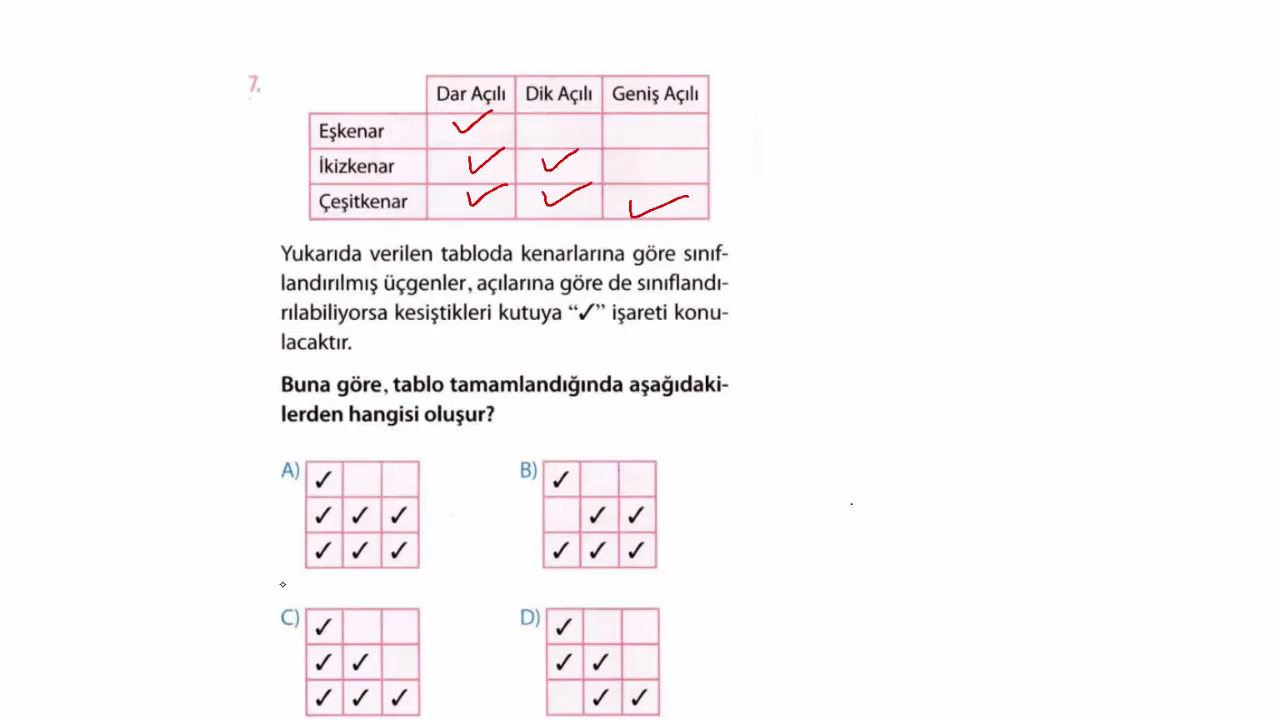 7.
Dar Açılı Dik Açılı Geniş Açılı
Eşkenar ✓
İkizkenar ✓ ✓
Çeşitkenar ✓ ✓ ✓
Yukarıda verilen tabloda kenarlarına göre sınıf-
landırılmış üçgenler, açılarına göre de sınıflandı-
rılabiliyorsa kesiştikleri kutuya “✓” işareti konu-
lacaktır.
Buna göre, tablo tamamlandığında aşağıdaki-
lerden hangisi oluşur?
A) ✓
✓ ✓ ✓
✓ ✓ ✓
B) ✓
✓ ✓
✓ ✓ ✓
C) ✓
✓ ✓
✓ ✓ ✓
D) ✓
✓ ✓
✓ ✓